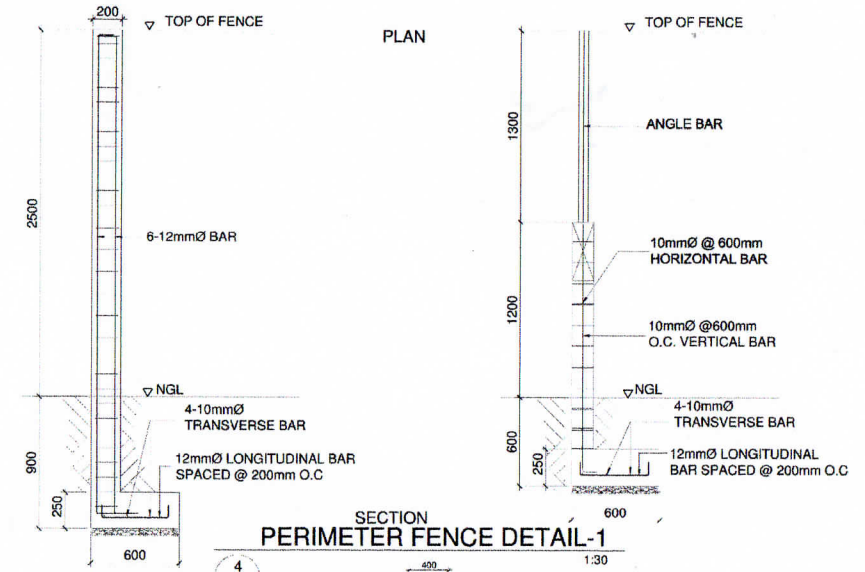 200
TOP OF FENCE
PLAN
TOP OF FENCE
1300
ANGLE BAR
2500
6-12mmØ BAR
10mmØ @ 600mm
HORIZONTAL BAR
1200
10mmØ @600mm
O.C. VERTICAL BAR
NGL
NGL
4-10mmØ
TRANSVERSE BAR
4-10mmØ
TRANSVERSE BAR
900
12mmØ LONGITUDINAL BAR
SPACED @ 200mm O.C
600
250
12mmØ LONGITUDINAL
BAR SPACED @ 200mm O.C
250
600
SECTION
600
PERIMETER FENCE DETAIL-1
4
400
1:30